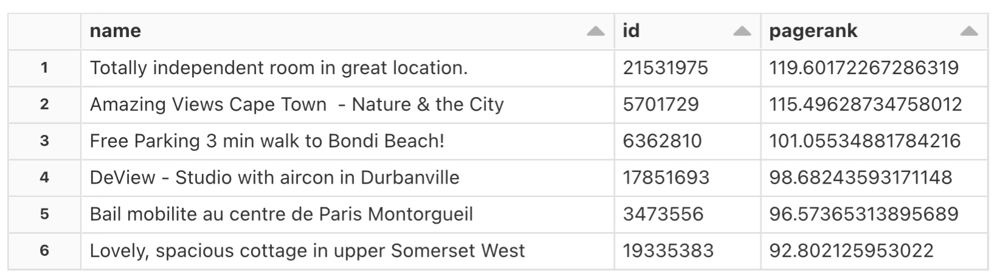 name id pagerank
1 Totally independent room in great location. 21531975 119.60172267286319
2 Amazing Views Cape Town  - Nature & the City 5701729 115.49628734758012
3 Free Parking 3 min walk to Bondi Beach! 6362810 101.05534881784216
4 DeView - Studio with aircon in Durbanville 17851693 98.68243593171148
5 Bail mobilite au centre de Paris Montorgueil 3473556 96.57365313895689
6 Lovely, spacious cottage in upper Somerset West 19335383 92.802125953022